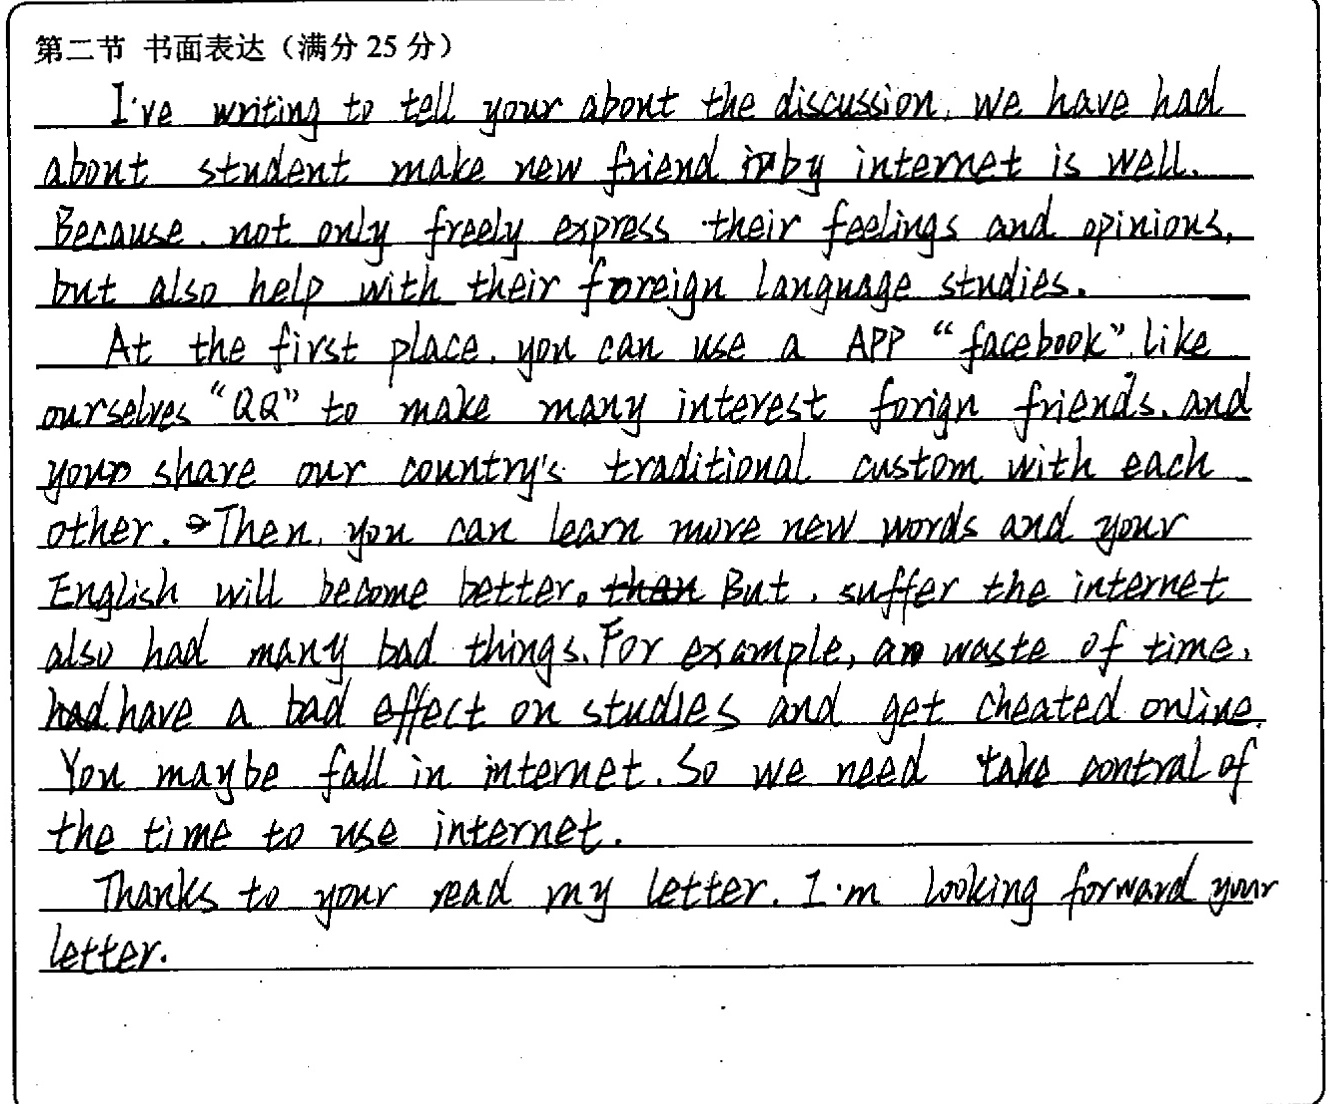 第二节 书面表达（满分 25 分）
I've writing to tell your about the discussion. We have had
about student make new friend by internet is well.
Because. not only freely express their feelings and opinions.
but also help with their foreign language studies.
At the first place. you can use a APP "facebook" like
ourselves "QQ" to make many interest forign friends. and
your share our country's traditional custom with each
other. Then, you can learn more new words and your
English will become better. But. suffer the internet
also had many bad things. For example, a waste of time.
have a bad effect on studies and get cheated online.
You maybe fall in internet. So we need take contral of
the time to use internet.
Thanks to your read my letter. I'm looking forward your
letter.